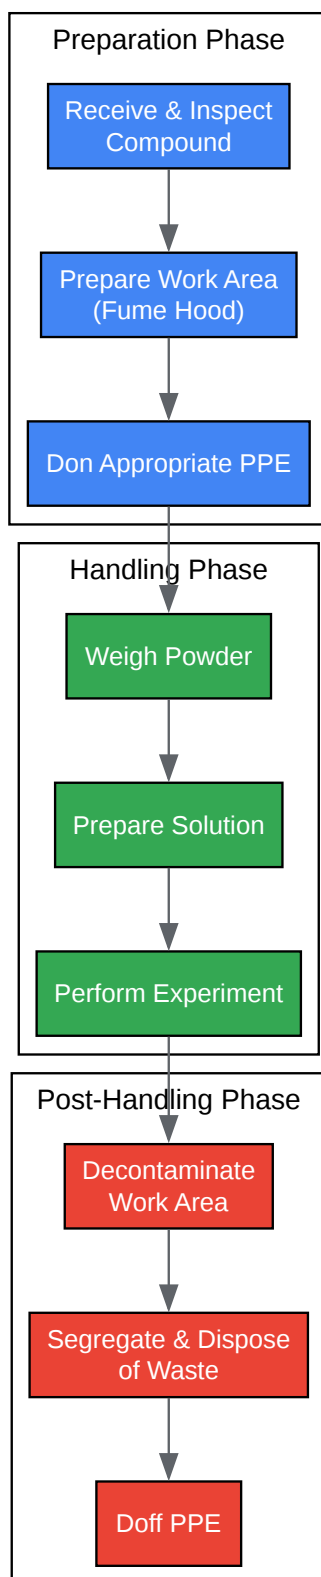 Preparation Phase
Receive & Inspect
Compound
Prepare Work Area
(Fume Hood)
Don Appropriate PPE
Handling Phase
Weigh Powder
Prepare Solution
Perform Experiment
Post-Handling Phase
Decontaminate
Work Area
Segregate & Dispose
of Waste
Doff PPE